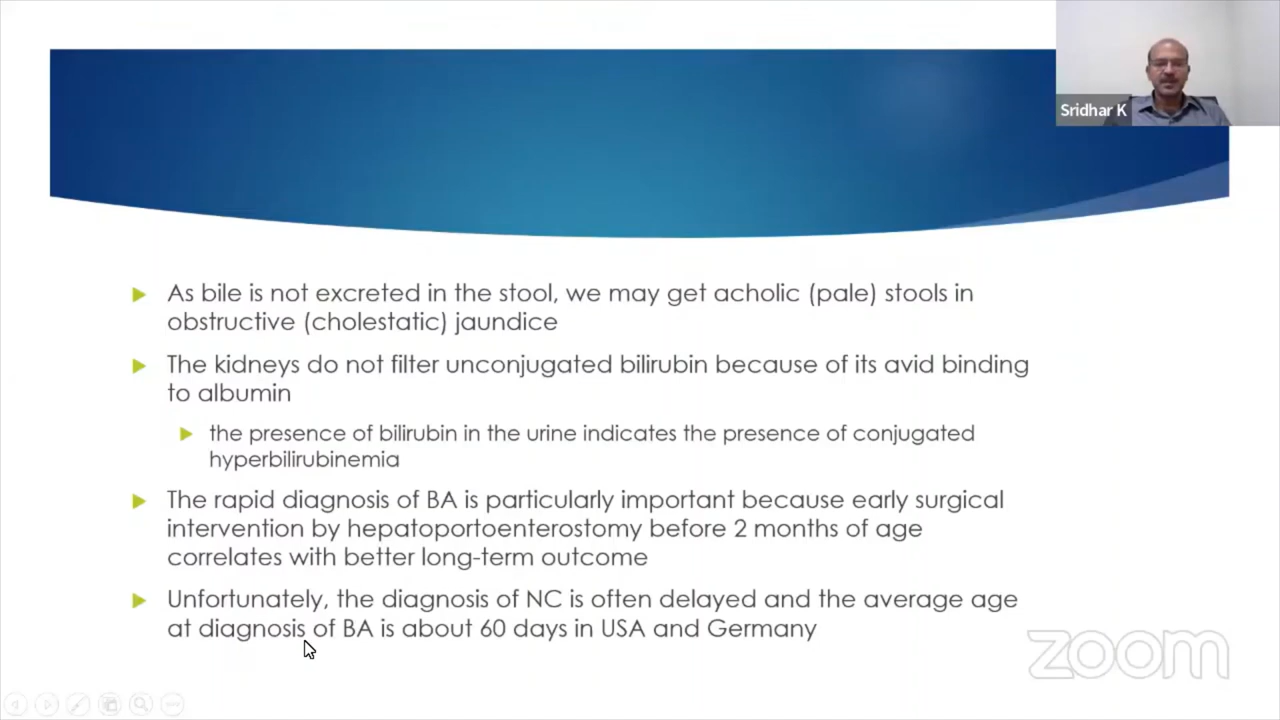 Sridhar K
As bile is not excreted in the stool, we may get acholic (pale) stools in
obstructive (cholestatic) jaundice
The kidneys do not filter unconjugated bilirubin because of its avid binding
to albumin
the presence of bilirubin in the urine indicates the presence of conjugated
hyperbilirubinemia
The rapid diagnosis of BA is particularly important because early surgical
intervention by hepatoportoenterostomy before 2 months of age
correlates with better long-term outcome
Unfortunately, the diagnosis of NC is often delayed and the average age
at diagnosis of BA is about 60 days in USA and Germany
zoom